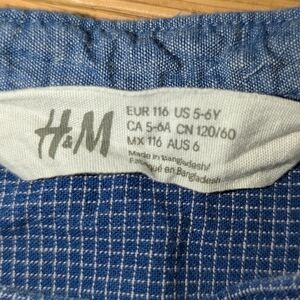 H&M
EUR 116 US 5-6Y
CA 5-6A CN 120/60
MX 116 AUS 6
Made in Bangladesh/
Fabriqué en Bangladesh